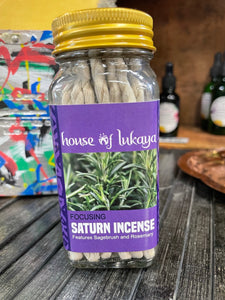 house of lukaya
FOCUSING
SATURN INCENSE
Features Sagebrush and Rosemary